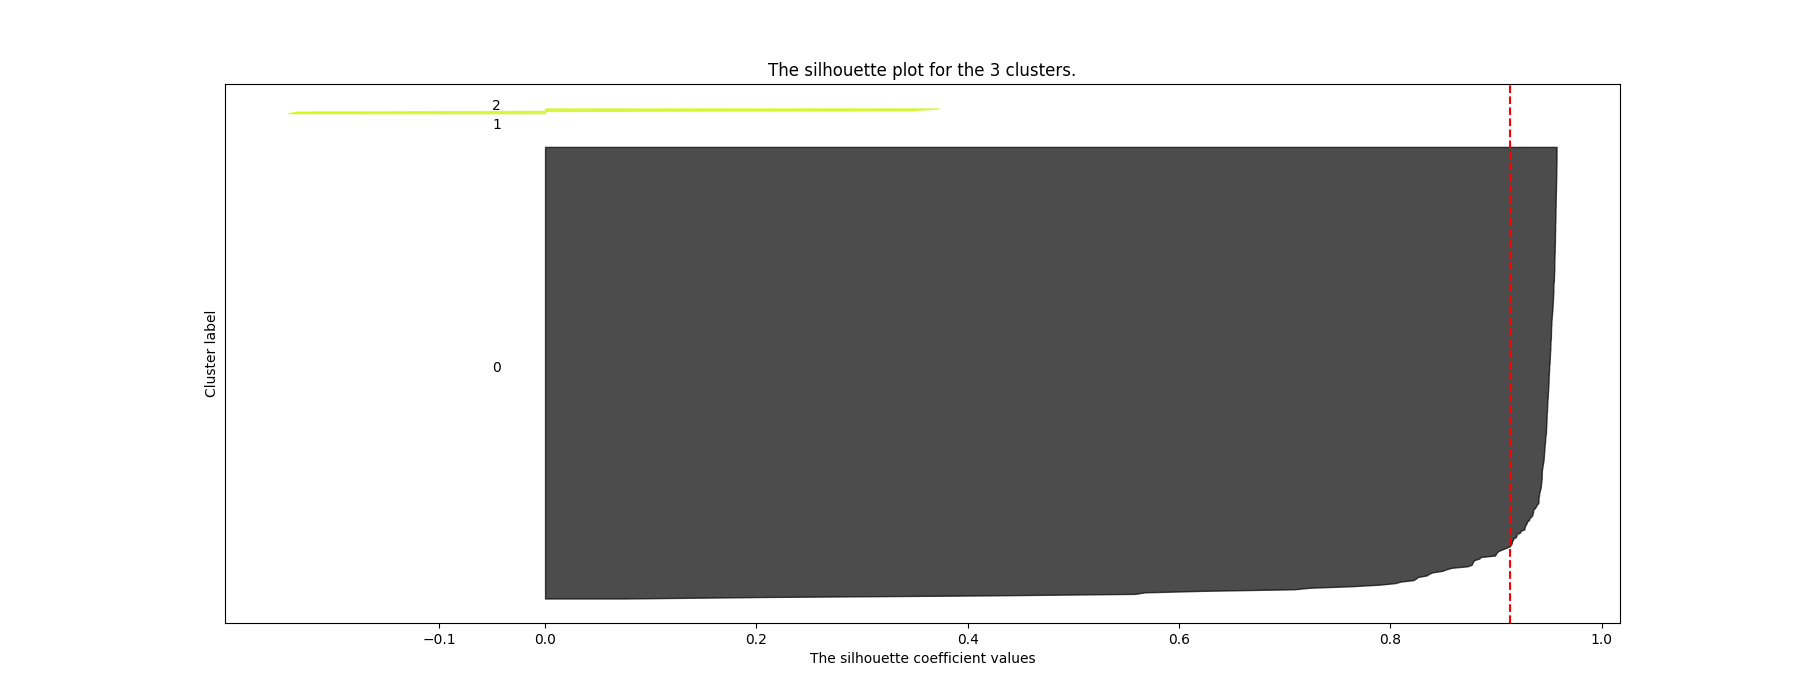 The silhouette plot for the 3 clusters.
2
1
0
Cluster label
−0.1 0.0 0.2 0.4 0.6 0.8 1.0
The silhouette coefficient values